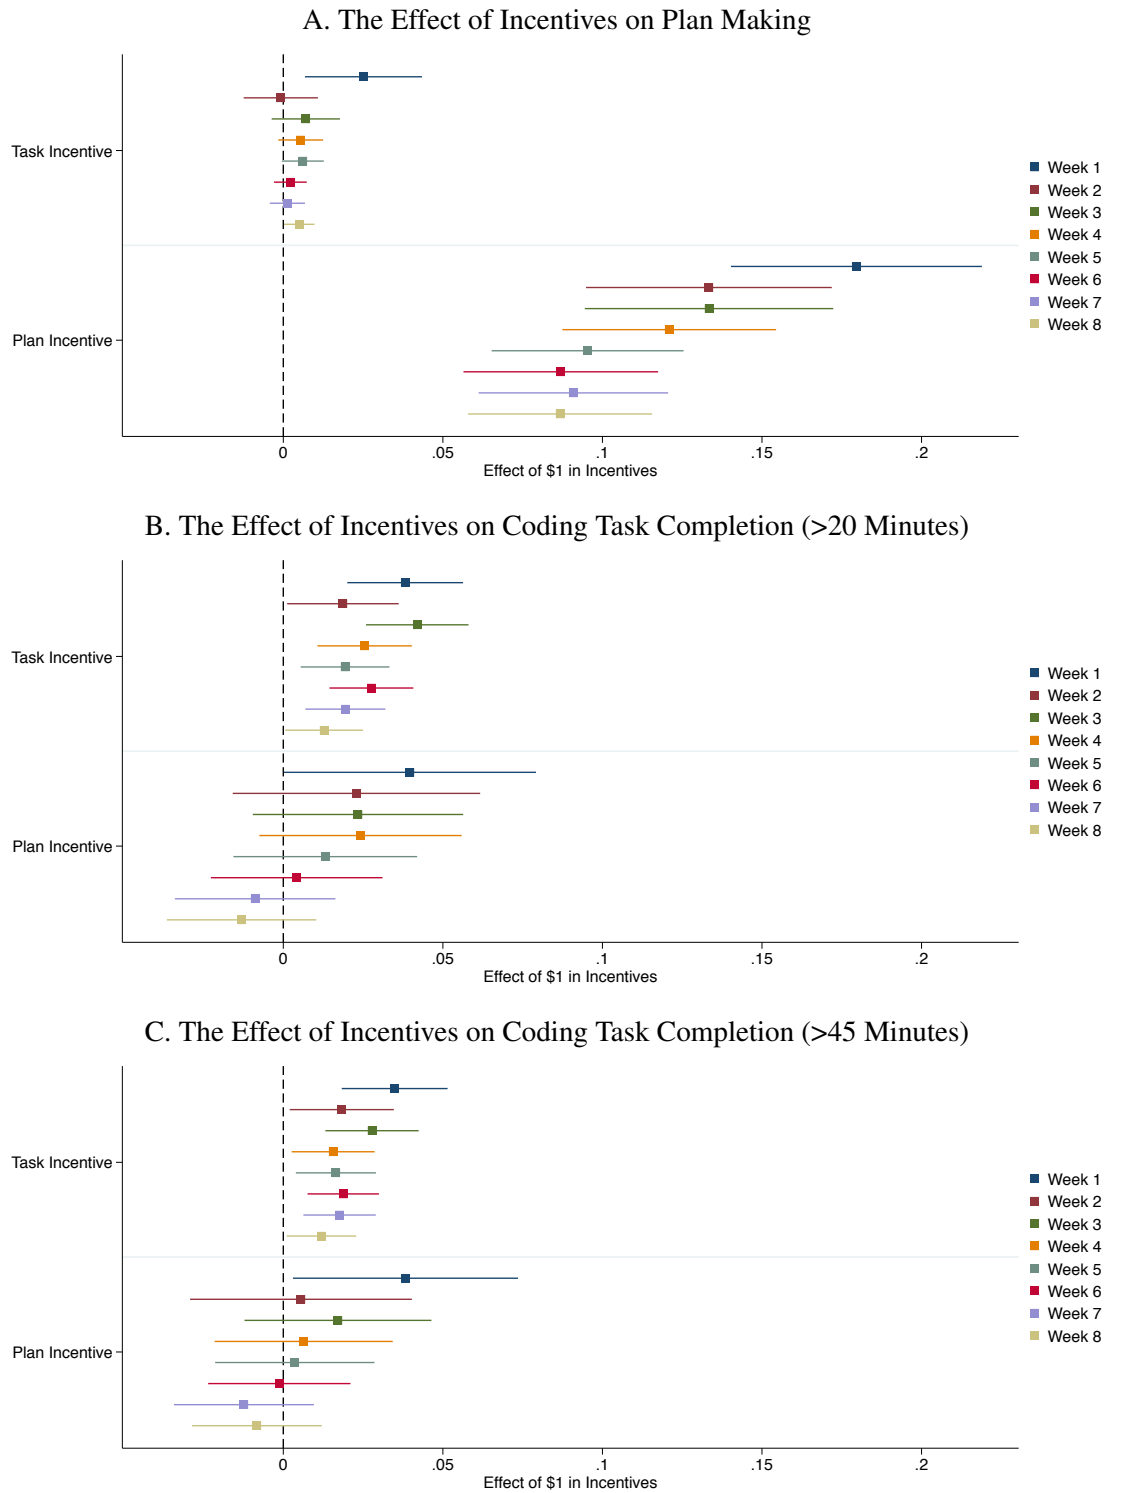 A. The Effect of Incentives on Plan Making
Task Incentive
Plan Incentive
0 .05 .1 .15 .2
Effect of $1 in Incentives
Week 1
Week 2
Week 3
Week 4
Week 5
Week 6
Week 7
Week 8
B. The Effect of Incentives on Coding Task Completion (>20 Minutes)
Task Incentive
Plan Incentive
0 .05 .1 .15 .2
Effect of $1 in Incentives
Week 1
Week 2
Week 3
Week 4
Week 5
Week 6
Week 7
Week 8
C. The Effect of Incentives on Coding Task Completion (>45 Minutes)
Task Incentive
Plan Incentive
0 .05 .1 .15 .2
Effect of $1 in Incentives
Week 1
Week 2
Week 3
Week 4
Week 5
Week 6
Week 7
Week 8